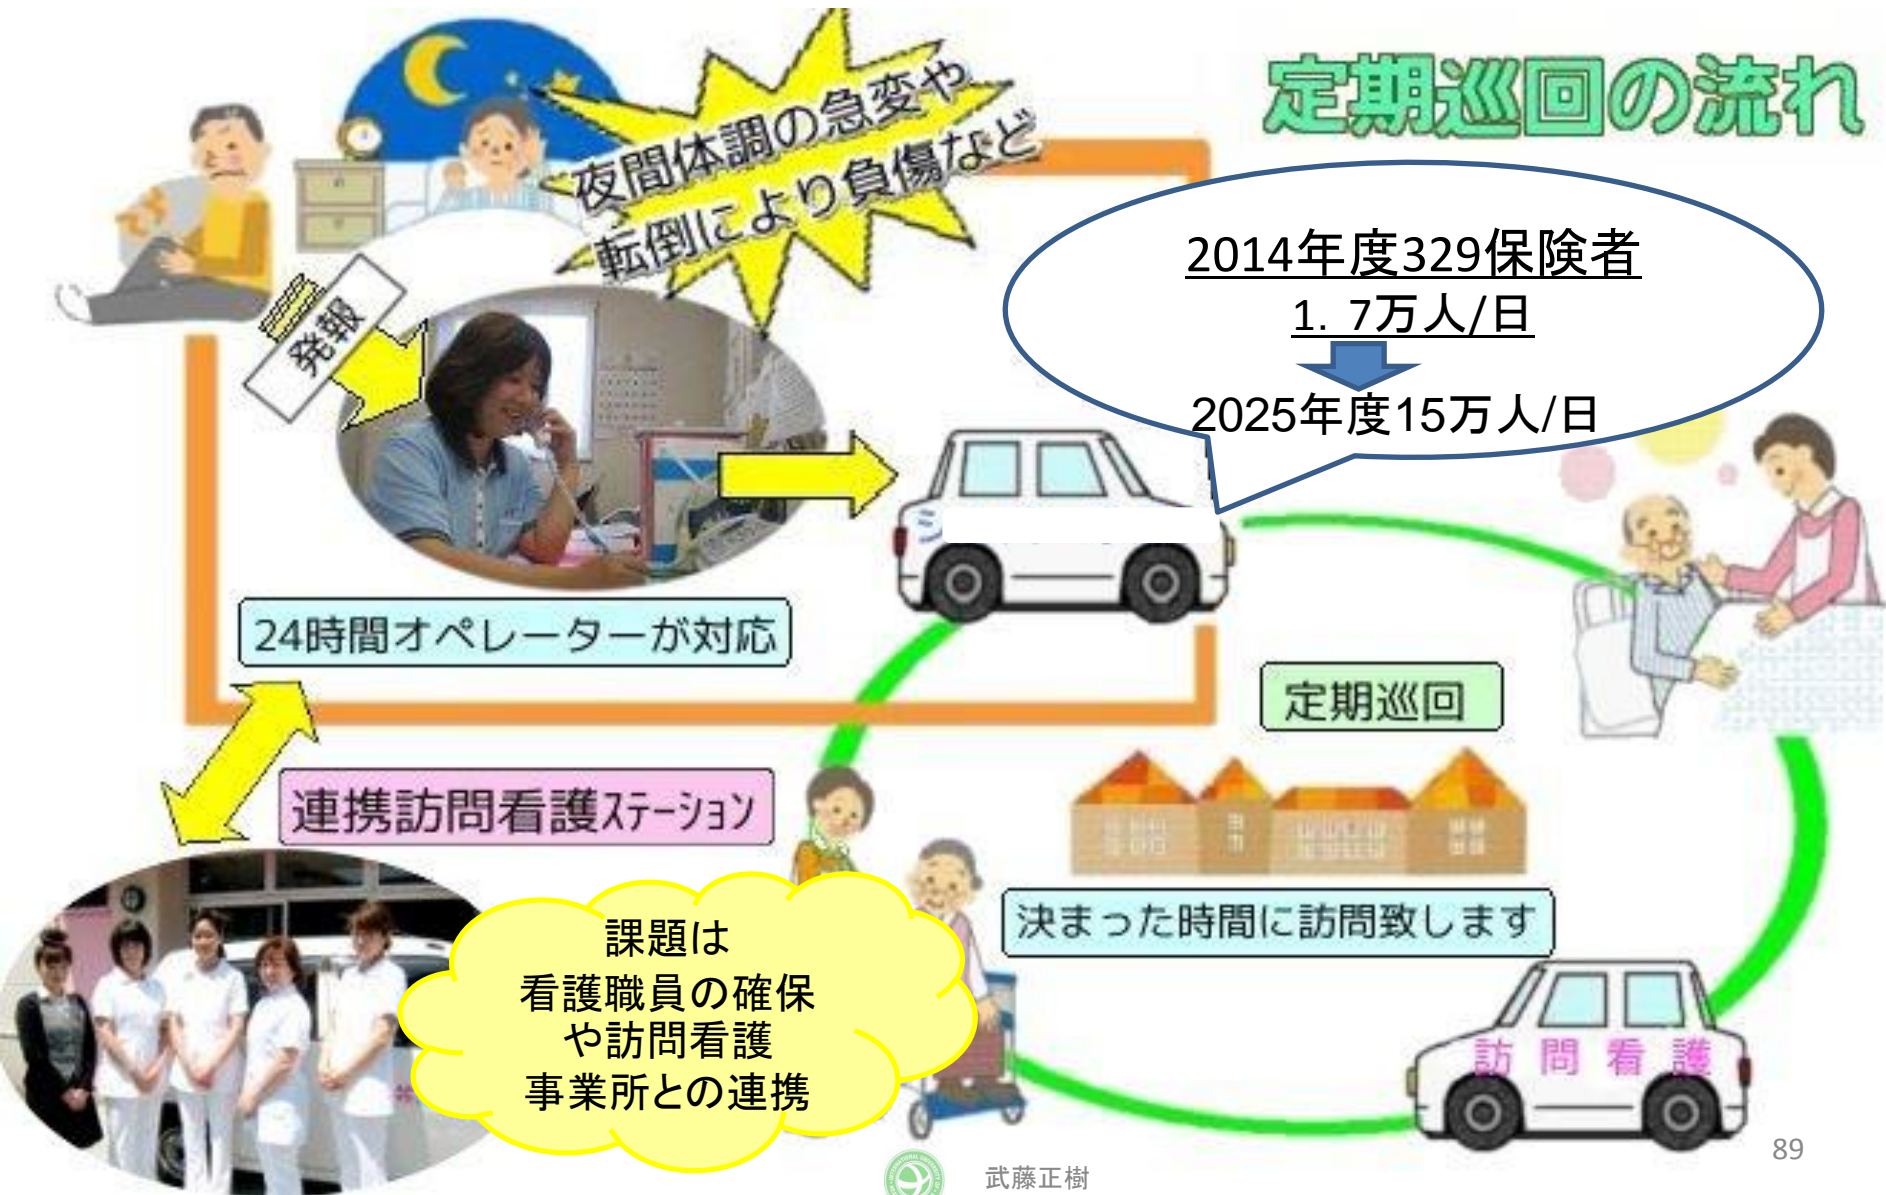 定期巡回の流れ
夜間体調の急変や
転倒により負傷など
2014年度329保険者
1．7万人/日
2025年度15万人/日
発報
24時間オペレーターが対応
定期巡回
連携訪問看護ステーション
決まった時間に訪問致します
課題は
看護職員の確保
や訪問看護
事業所との連携
訪問看護
武藤正樹
89